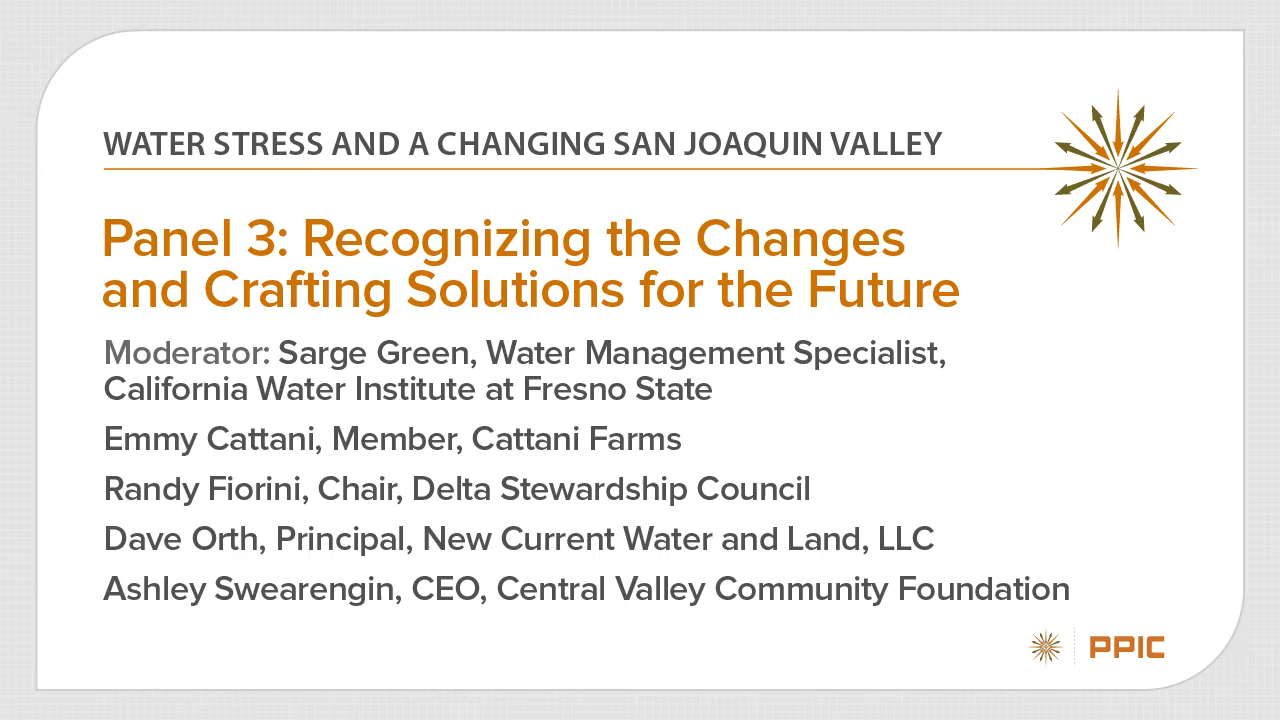 WATER STRESS AND A CHANGING SAN JOAQUIN VALLEY
Panel 3: Recognizing the Changes
and Crafting Solutions for the Future
Moderator: Sarge Green, Water Management Specialist,
California Water Institute at Fresno State
Emmy Cattani, Member, Cattani Farms
Randy Fiorini, Chair, Delta Stewardship Council
Dave Orth, Principal, New Current Water and Land, LLC
Ashley Swearengin, CEO, Central Valley Community Foundation
PPIC